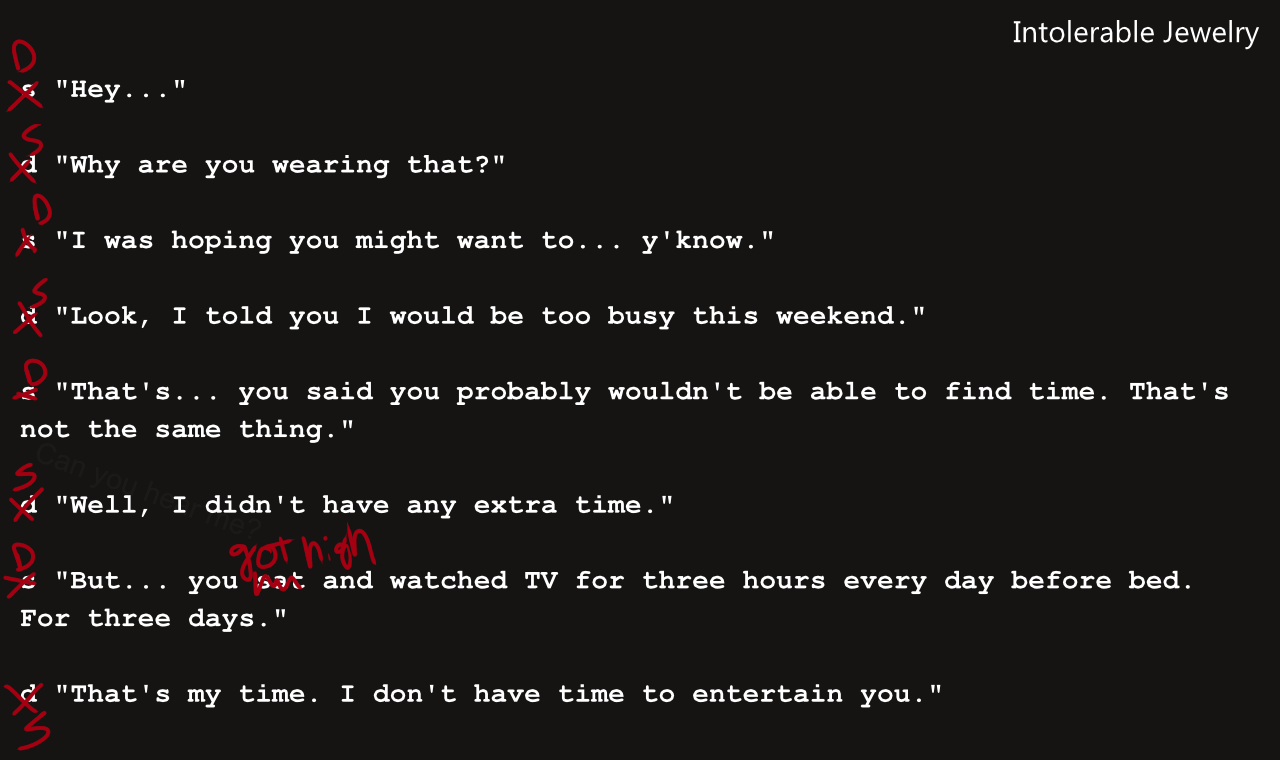 Intolerable Jewelry
D
s "Hey..."
S
d "Why are you wearing that?"
D
s "I was hoping you might want to... y'know."
S
d "Look, I told you I would be too busy this weekend."
D
s "That's... you said you probably wouldn't be able to find time. That's
not the same thing."
Can you hear me?
S
d "Well, I didn't have any extra time."
got high
D
s "But... you sat and watched TV for three hours every day before bed.
For three days."
d "That's my time. I don't have time to entertain you."
S